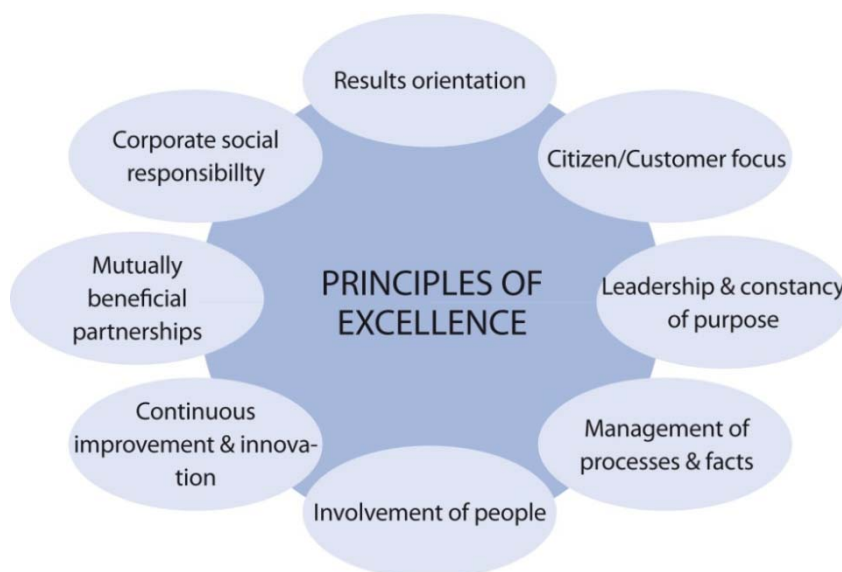 Results orientation
Citizen/Customer focus
Leadership & constancy
of purpose
Management of
processes & facts
Involvement of people
Continuous
improvement & innova-
tion
Mutually
beneficial
partnerships
Corporate social
responsibillty
PRINCIPLES OF
EXCELLENCE